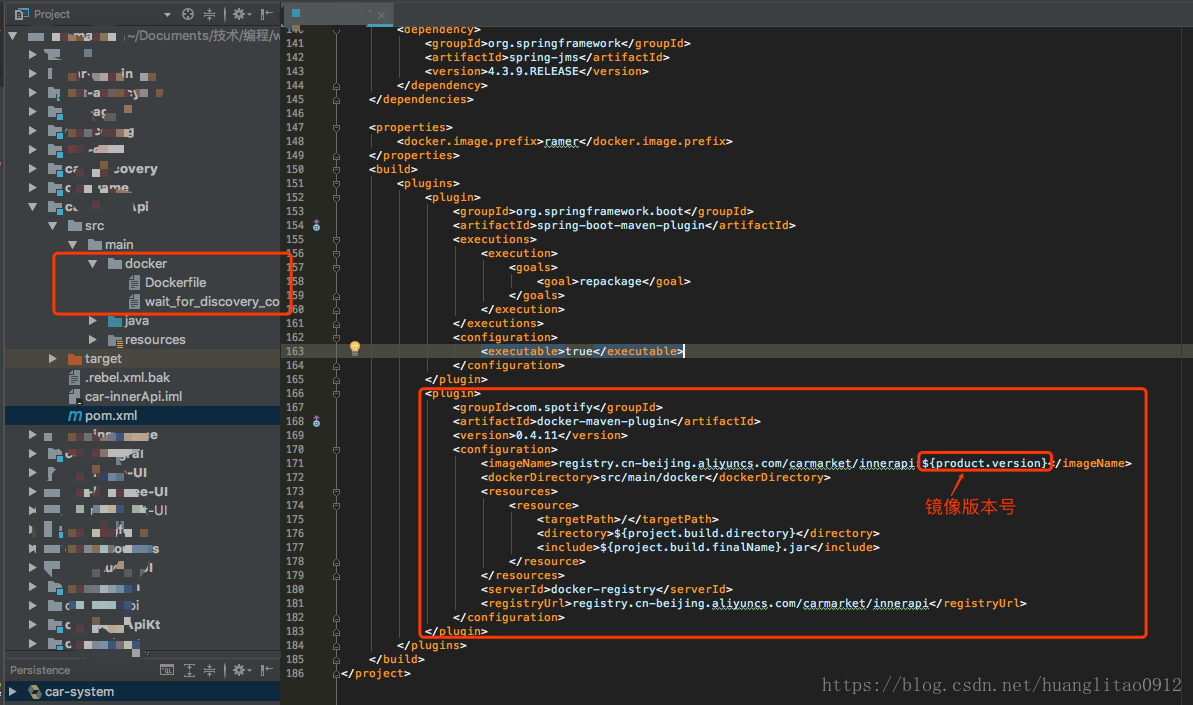 Project
~/Documents/技术/编程/w
covery
Api
src
main
docker
Dockerfile
wait_for_discovery_co
java
resources
target
.rebel.xml.bak
car-innerApi.iml
pom.xml
-UI
-UI
-UI
ApiKt
Persistence
car-system
140 <dependency>
141 <groupId>org.springframework</groupId>
142 <artifactId>spring-jms</artifactId>
143 <version>4.3.9.RELEASE</version>
144 </dependency>
145 </dependencies>
146
147 <properties>
148 <docker.image.prefix>ramer</docker.image.prefix>
149 </properties>
150 <build>
151 <plugins>
152 <plugin>
153 <groupId>org.springframework.boot</groupId>
154 <artifactId>spring-boot-maven-plugin</artifactId>
155 <executions>
156 <execution>
157 <goals>
158 <goal>repackage</goal>
159 </goals>
160 </execution>
161 </executions>
162 <configuration>
163 <executable>true</executable>
164 </configuration>
165 </plugin>
166 <plugin>
167 <groupId>com.spotify</groupId>
168 <artifactId>docker-maven-plugin</artifactId>
169 <version>0.4.11</version>
170 <configuration>
171 <imageName>registry.cn-beijing.aliyuncs.com/carmarket/innerapi:${product.version}</imageName>
172 <dockerDirectory>src/main/docker</dockerDirectory>
173 <resources>
174 <resource>
175 <targetPath>/</targetPath>
176 <directory>${project.build.directory}</directory>
177 <include>${project.build.finalName}.jar</include>
178 </resource>
179 </resources>
180 <serverId>docker-registry</serverId>
181 <registryUrl>registry.cn-beijing.aliyuncs.com/carmarket/innerapi</registryUrl>
182 </configuration>
183 </plugin>
184 </plugins>
185 </build>
186 </project>
镜像版本号
https://blog.csdn.net/huanglitao0912